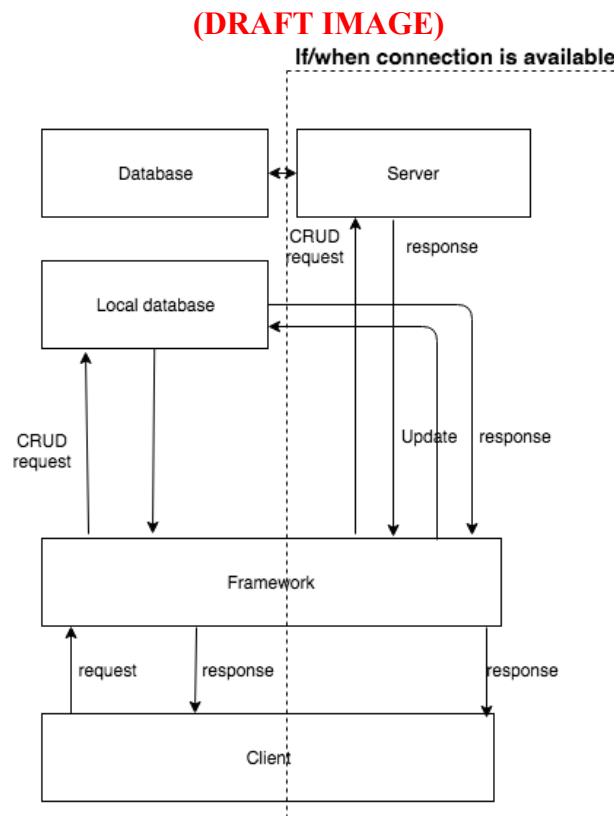 (DRAFT IMAGE)
If/when connection is available
Database
Server
CRUD
request
response
Local database
CRUD
request
Update
response
Framework
request
response
response
Client